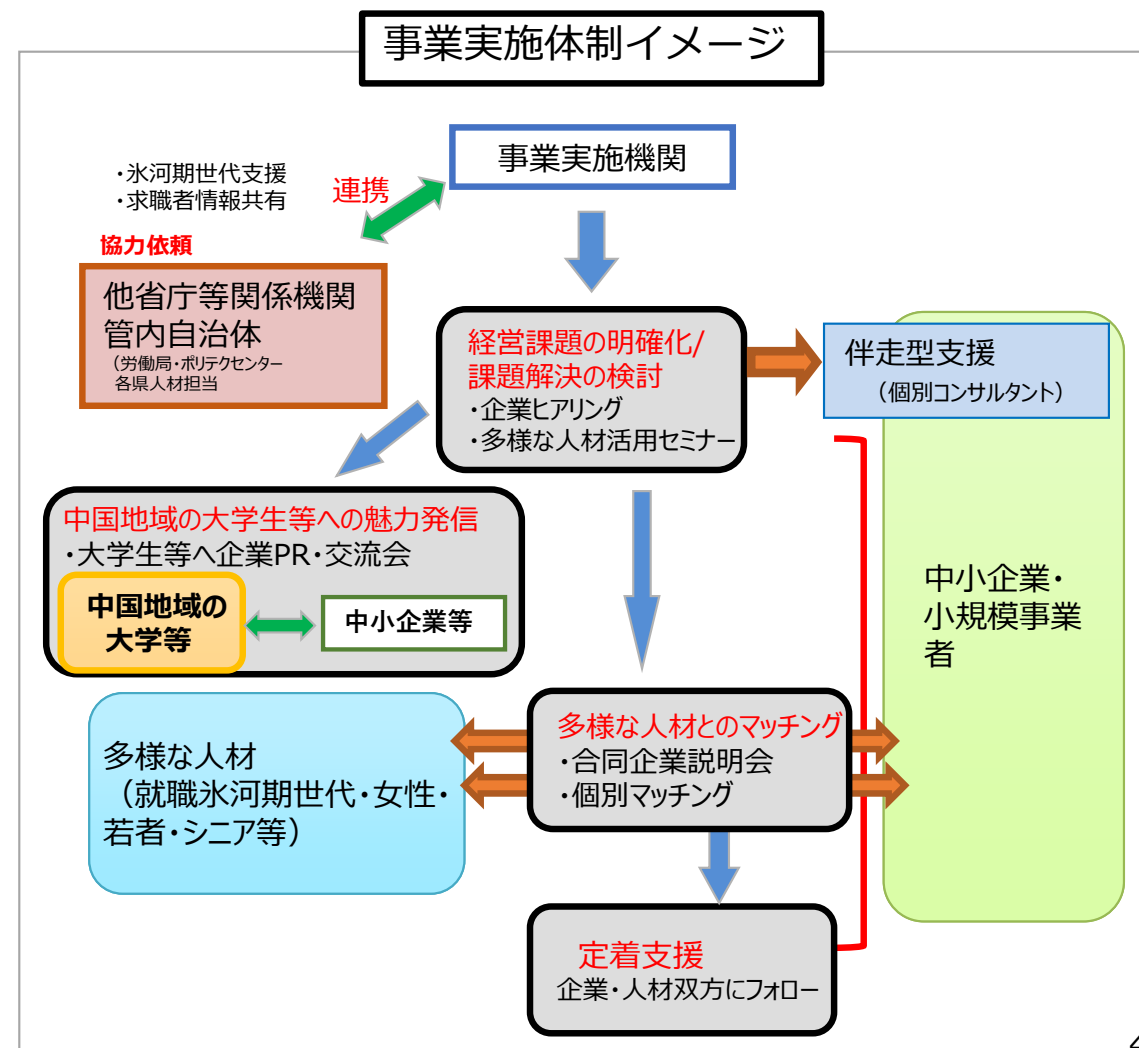 事業実施体制イメージ
事業実施機関
・氷河期世代支援
・求職者情報共有
連携
協力依頼
他省庁等関係機関
管内自治体
（労働局・ポリテクセンター
各県人材担当
経営課題の明確化/
課題解決の検討
・企業ヒアリング
・多様な人材活用セミナー
伴走型支援
（個別コンサルタント）
中国地域の大学生等への魅力発信
・大学生等へ企業PR・交流会
中国地域の
大学等
中小企業等
中小企業・
小規模事業
者
多様な人材とのマッチング
・合同企業説明会
・個別マッチング
多様な人材
（就職氷河期世代・女性・
若者・シニア等）
定着支援
企業・人材双方にフォロー